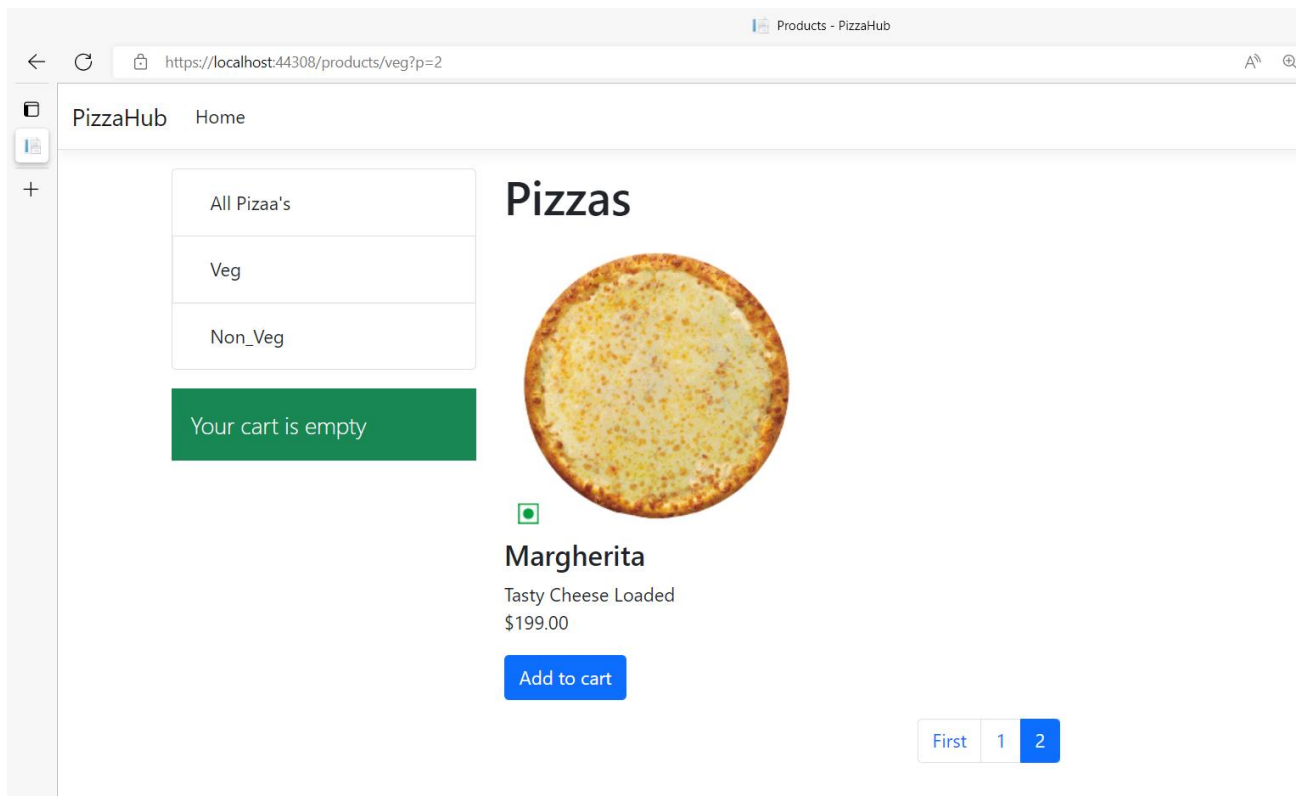 Products - PizzaHub
https://localhost:44308/products/veg?p=2
PizzaHub Home
All Pizaa's
Veg
Non_Veg
Your cart is empty
Pizzas
Margherita
Tasty Cheese Loaded
$199.00
Add to cart
First 1 2